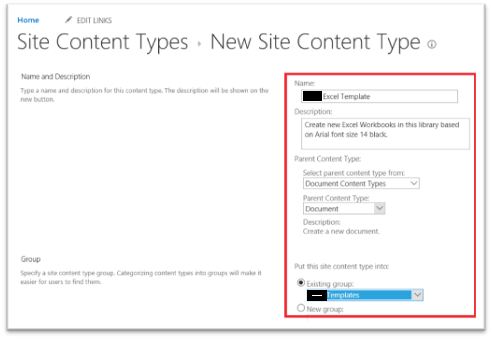 Home EDIT LINKS
Site Content Types › New Site Content Type
Name and Description
Type a name and description for this content type. The description will be shown on the
new button.
Name:
Excel Template
Description:
Create new Excel Workbooks in this library based
on Arial font size 14 black.
Parent Content Type:
Select parent content type from:
Document Content Types
Parent Content Type:
Document
Description:
Create a new document.
Group
Specify a site content type group. Categorizing content types into groups will make it
easier for users to find them.
Put this site content type into:
Existing group:
Templates
New group: